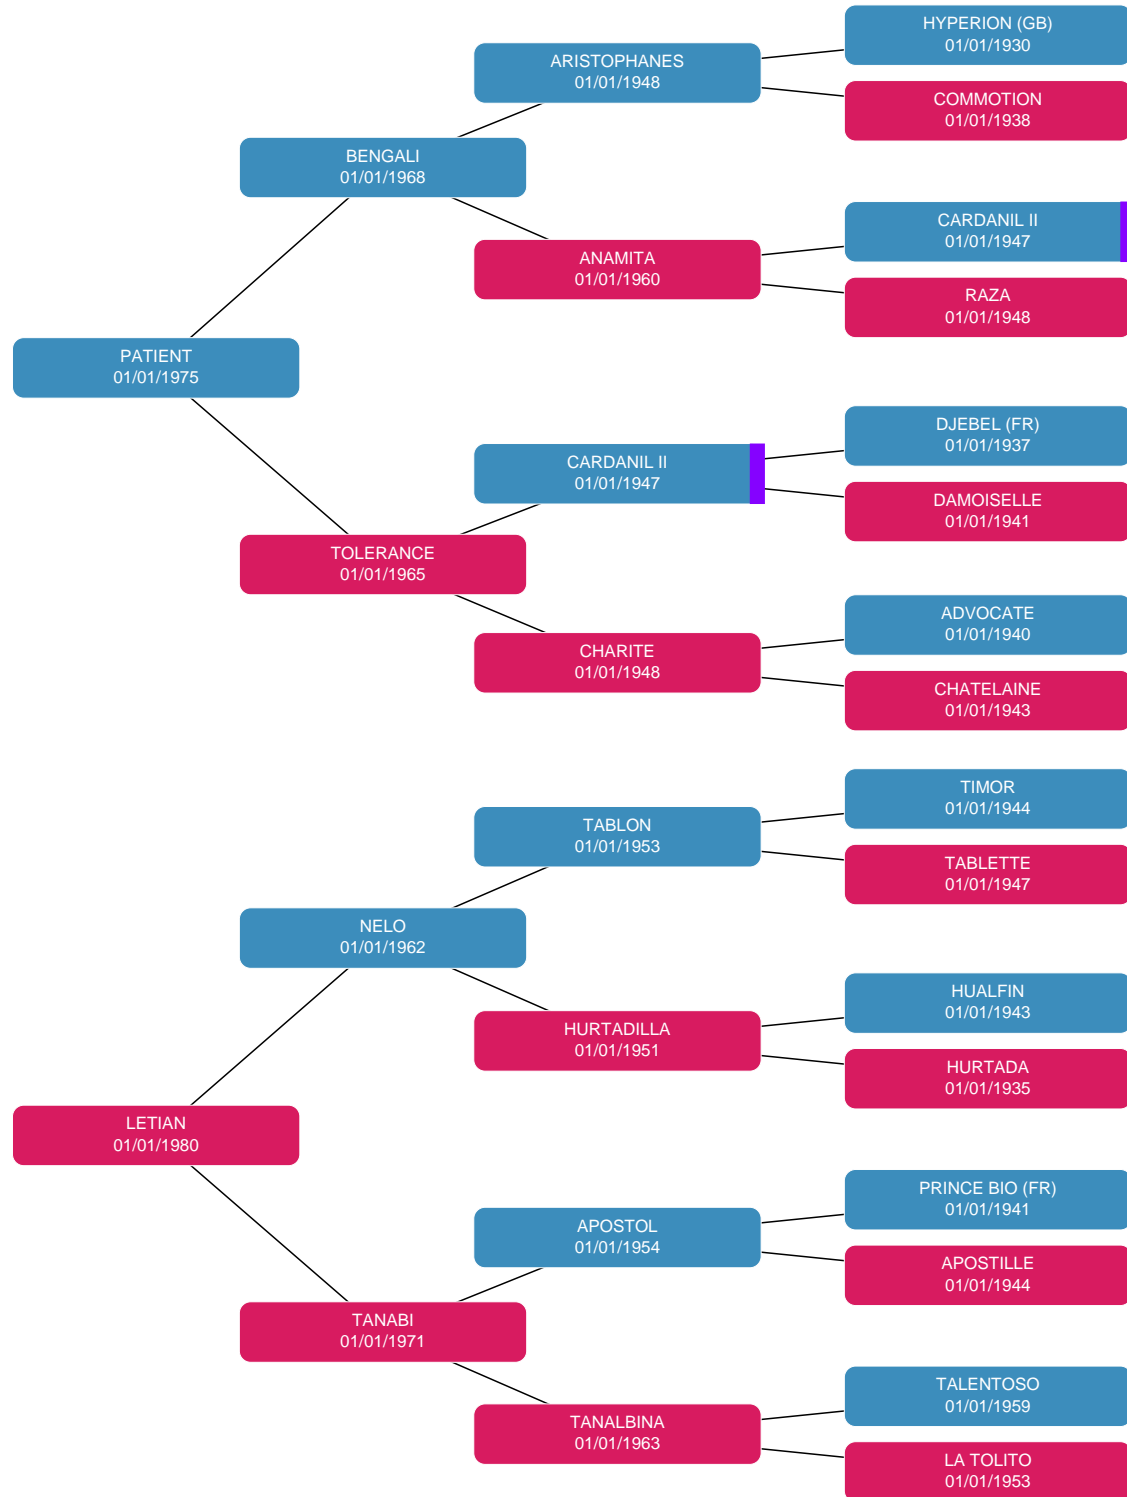 HYPERION (GB)
01/01/1930
ARISTOPHANES
01/01/1948
COMMOTION
01/01/1938
BENGALI
01/01/1968
CARDANIL II
01/01/1947
ANAMITA
01/01/1960
RAZA
01/01/1948
PATIENT
01/01/1975
DJEBEL (FR)
01/01/1937
CARDANIL II
01/01/1947
DAMOISELLE
01/01/1941
TOLERANCE
01/01/1965
ADVOCATE
01/01/1940
CHARITE
01/01/1948
CHATELAINE
01/01/1943
TIMOR
01/01/1944
TABLON
01/01/1953
TABLETTE
01/01/1947
NELO
01/01/1962
HUALFIN
01/01/1943
HURTADILLA
01/01/1951
HURTADA
01/01/1935
LETIAN
01/01/1980
PRINCE BIO (FR)
01/01/1941
APOSTOL
01/01/1954
APOSTILLE
01/01/1944
TANABI
01/01/1971
TALENTOSO
01/01/1959
TANALBINA
01/01/1963
LA TOLITO
01/01/1953